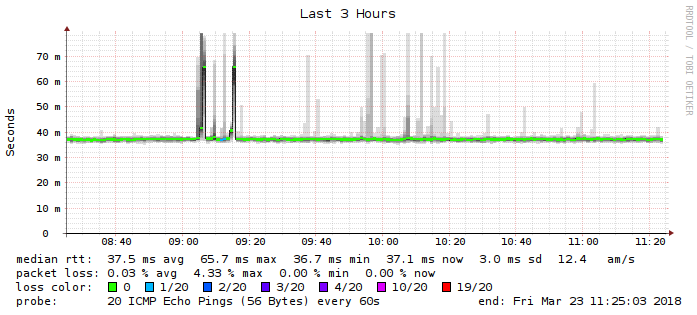 Last 3 Hours
RRDTOOL / TOBI OETIKER
Seconds
70 m
60 m
50 m
40 m
30 m
20 m
10 m
0
08:40 09:00 09:20 09:40 10:00 10:20 10:40 11:00 11:20
median rtt: 37.5 ms avg 65.7 ms max 36.7 ms min 37.1 ms now 3.0 ms sd 12.4 am/s
packet loss: 0.03 % avg 4.33 % max 0.00 % min 0.00 % now
loss color: 0 1/20 2/20 3/20 4/20 10/20 19/20
probe: 20 ICMP Echo Pings (56 Bytes) every 60s end: Fri Mar 23 11:25:03 2018